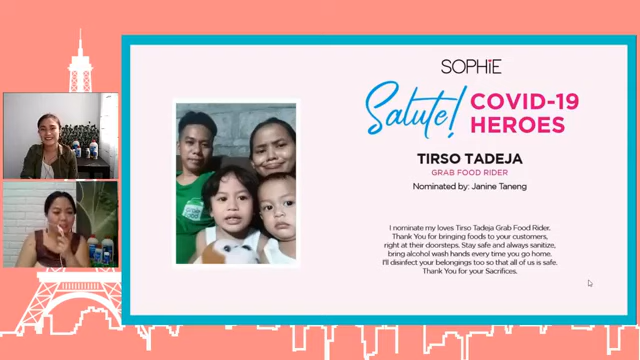 SOPHIE
Salute! COVID-19
HEROES
TIRSO TADEJA
GRAB FOOD RIDER
Nominated by: Janine Taneng
I nominate my loves Tirso Tadeja Grab Food Rider.
Thank You for bringing foods to your customers,
right at their doorsteps. Stay safe and always sanitize,
bring alcohol wash hands every time you go home.
I'll disinfect your belongings too so that all of us is safe.
Thank You for your Sacrifices.